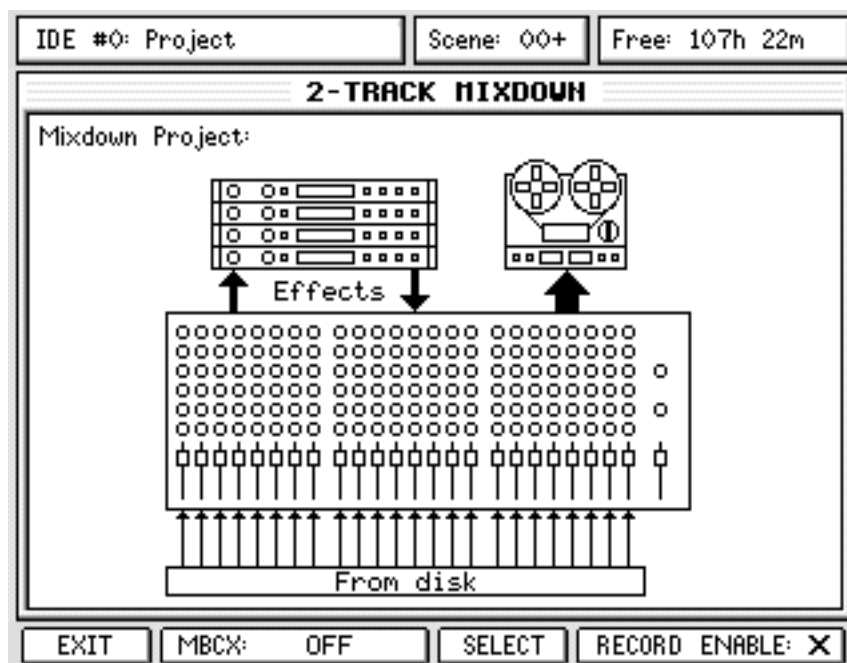 IDE #0: Project
Scene: 00+
Free: 107h 22m
2-TRACK MIXDOWN
Mixdown Project:
Effects
From disk
EXIT
MBCX: OFF
SELECT
RECORD ENABLE: X